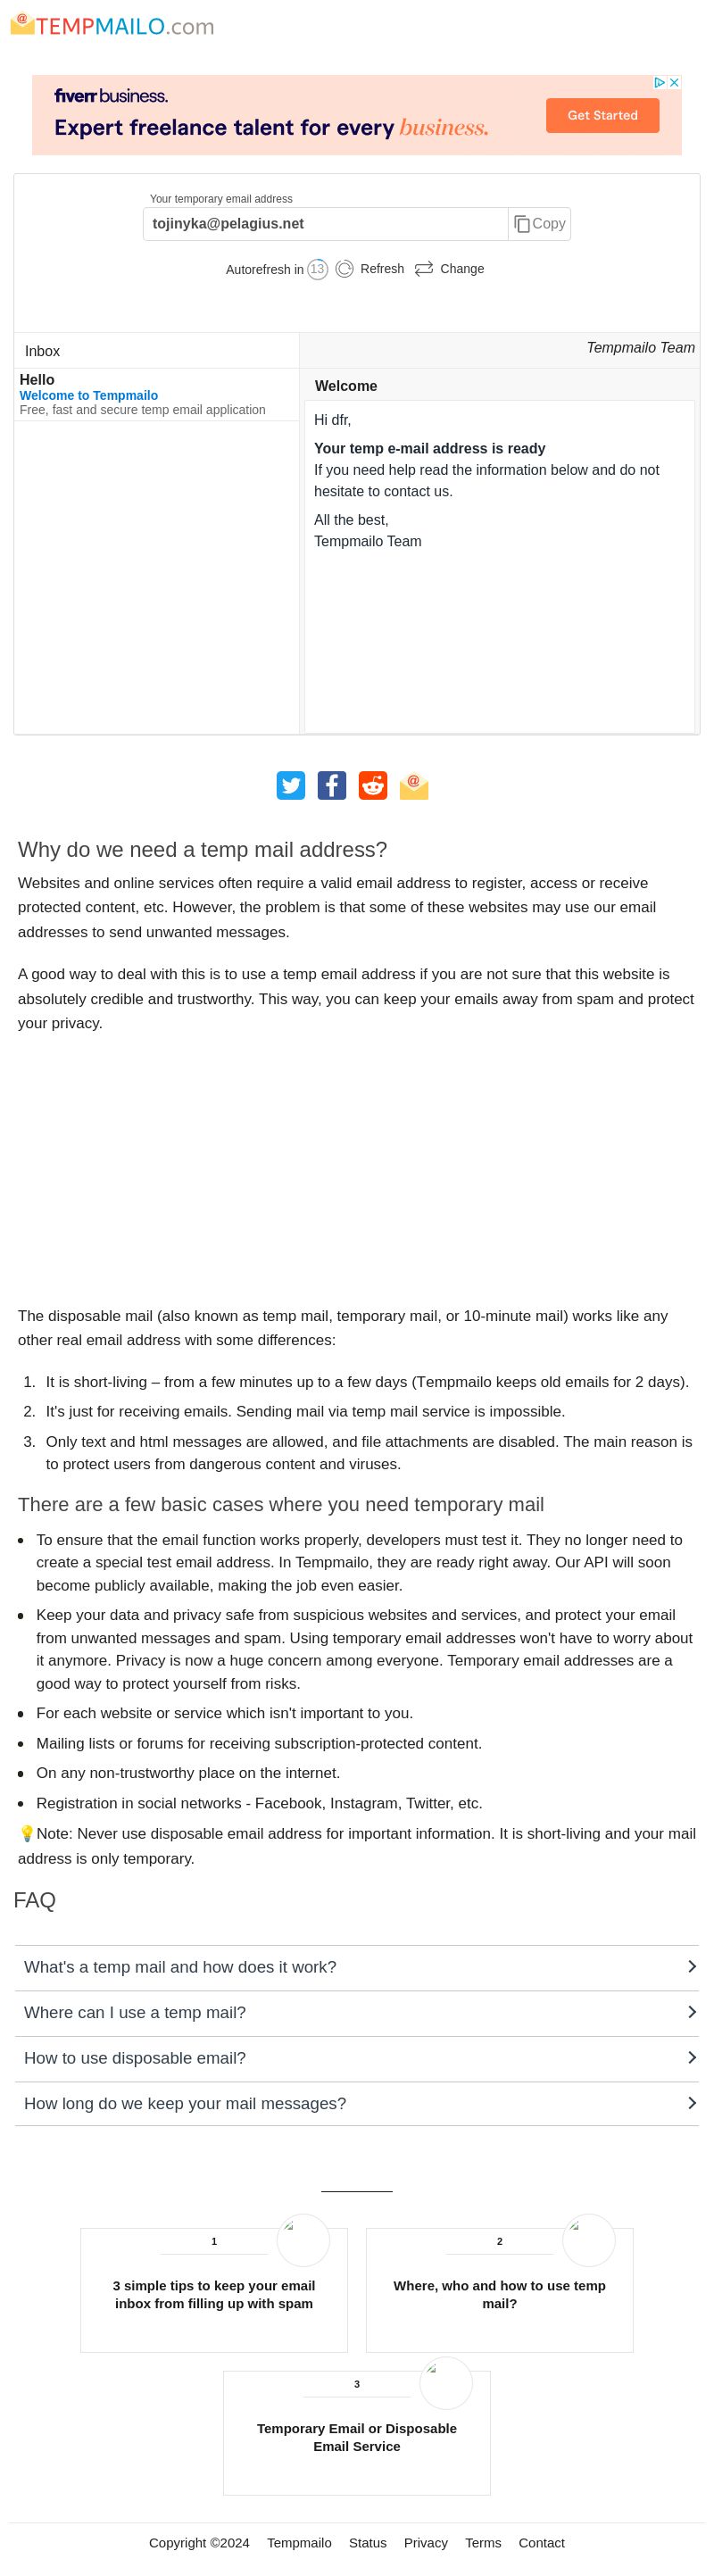 TEMPMAILO.com
fiverr business.
Expert freelance talent for every business.
Get Started
Your temporary email address
tojinyka@pelagius.net
Copy
Autorefresh in 13 Refresh Change
Inbox
Tempmailo Team
Hello
Welcome to Tempmailo
Free, fast and secure temp email application
Welcome
Hi dfr,
Your temp e-mail address is ready
If you need help read the information below and do not
hesitate to contact us.
All the best,
Tempmailo Team
Why do we need a temp mail address?
Websites and online services often require a valid email address to register, access or receive
protected content, etc. However, the problem is that some of these websites may use our email
addresses to send unwanted messages.
A good way to deal with this is to use a temp email address if you are not sure that this website is
absolutely credible and trustworthy. This way, you can keep your emails away from spam and protect
your privacy.
The disposable mail (also known as temp mail, temporary mail, or 10-minute mail) works like any
other real email address with some differences:
1. It is short-living – from a few minutes up to a few days (Tempmailo keeps old emails for 2 days).
2. It's just for receiving emails. Sending mail via temp mail service is impossible.
3. Only text and html messages are allowed, and file attachments are disabled. The main reason is
to protect users from dangerous content and viruses.
There are a few basic cases where you need temporary mail
• To ensure that the email function works properly, developers must test it. They no longer need to
create a special test email address. In Tempmailo, they are ready right away. Our API will soon
become publicly available, making the job even easier.
• Keep your data and privacy safe from suspicious websites and services, and protect your email
from unwanted messages and spam. Using temporary email addresses won't have to worry about
it anymore. Privacy is now a huge concern among everyone. Temporary email addresses are a
good way to protect yourself from risks.
• For each website or service which isn't important to you.
• Mailing lists or forums for receiving subscription-protected content.
• On any non-trustworthy place on the internet.
• Registration in social networks - Facebook, Instagram, Twitter, etc.
💡Note: Never use disposable email address for important information. It is short-living and your mail
address is only temporary.
FAQ
What's a temp mail and how does it work?
Where can I use a temp mail?
How to use disposable email?
How long do we keep your mail messages?
1
3 simple tips to keep your email
inbox from filling up with spam
2
Where, who and how to use temp
mail?
3
Temporary Email or Disposable
Email Service
Copyright ©2024 Tempmailo Status Privacy Terms Contact